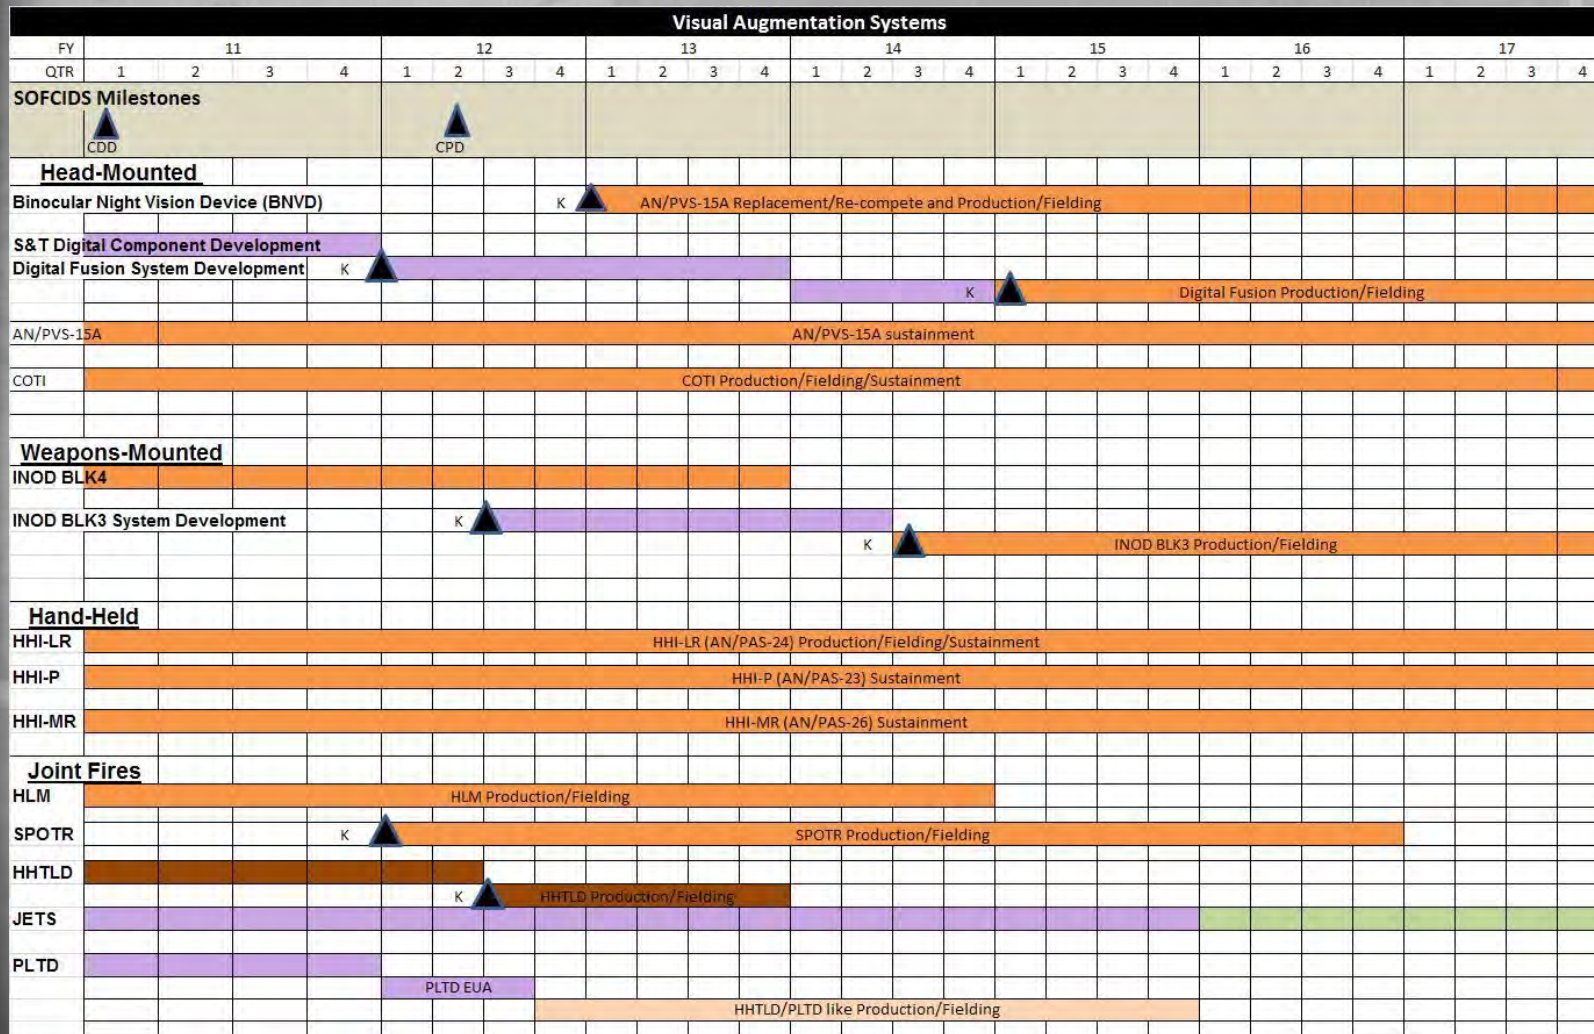 Visual Augmentation Systems
FY 11 12 13 14 15 16 17
QTR 1 2 3 4 1 2 3 4 1 2 3 4 1 2 3 4 1 2 3 4 1 2 3 4 1 2 3 4
SOFCIDS Milestones
CDD CPD
Head-Mounted
Binocular Night Vision Device (BNVD) K AN/PVS-15A Replacement/Re-compete and Production/Fielding
S&T Digital Component Development
Digital Fusion System Development K
K Digital Fusion Production/Fielding
AN/PVS-15A AN/PVS-15A sustainment
COTI COTI Production/Fielding/Sustainment
Weapons-Mounted
INOD BLK4
INOD BLK3 System Development K
K INOD BLK3 Production/Fielding
Hand-Held
HHI-LR HHI-LR (AN/PAS-24) Production/Fielding/Sustainment
HHI-P HHI-P (AN/PAS-23) Sustainment
HHI-MR HHI-MR (AN/PAS-26) Sustainment
Joint Fires
HLM HLM Production/Fielding
SPOTR K SPOTR Production/Fielding
HHTLD
K HHTLD Production/Fielding
JETS
PLTD
PLTD EUA
HHTLD/PLTD like Production/Fielding